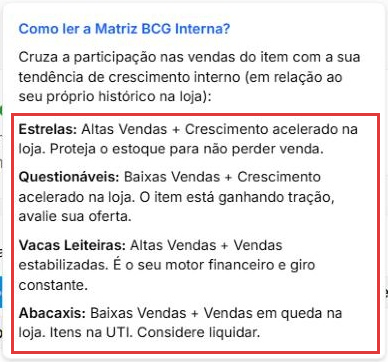 Como ler a Matriz BCG Interna?
Cruza a participação nas vendas do item com a sua
tendência de crescimento interno (em relação ao
seu próprio histórico na loja):
Estrelas: Altas Vendas + Crescimento acelerado na
loja. Proteja o estoque para não perder venda.
Questionáveis: Baixas Vendas + Crescimento
acelerado na loja. O item está ganhando tração,
avalie sua oferta.
Vacas Leiteiras: Altas Vendas + Vendas
estabilizadas. É o seu motor financeiro e giro
constante.
Abacaxis: Baixas Vendas + Vendas em queda na
loja. Itens na UTI. Considere liquidar.